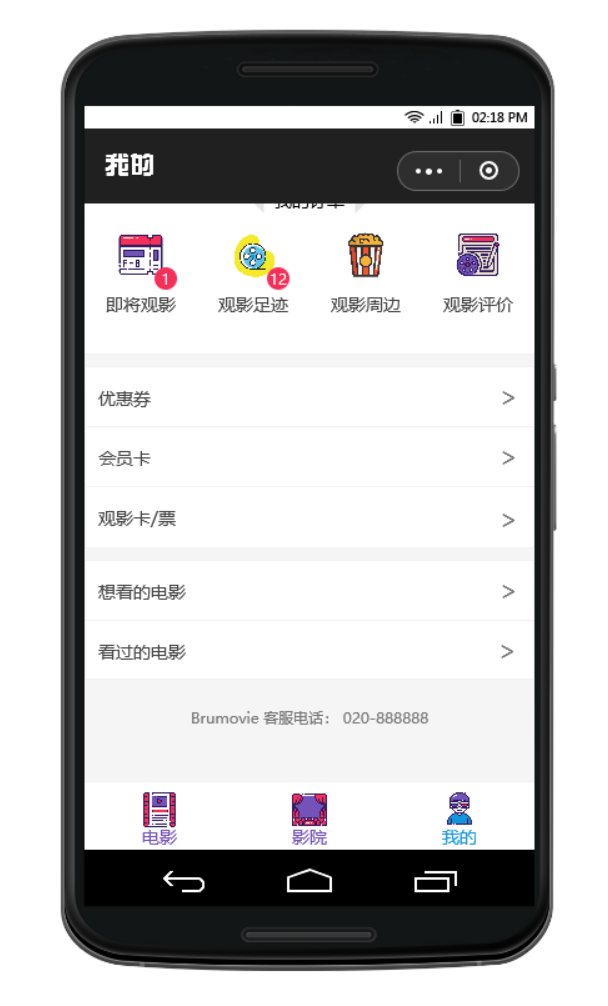 02:18 PM
我的
我的订单
1
12
即将观影
观影足迹
观影周边
观影评价
优惠券
会员卡
观影卡/票
想看的电影
看过的电影
Brumovie 客服电话： 020-888888
电影
影院
我的